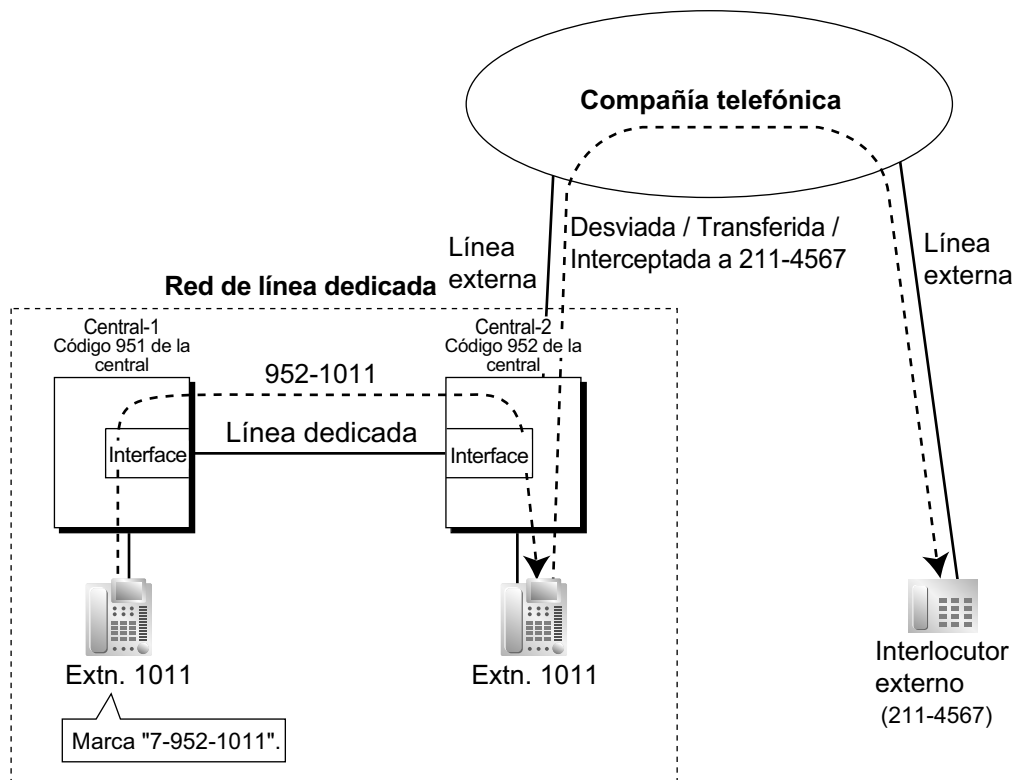 Compañía telefónica
Desviada / Transferida /
Interceptada a 211-4567
Línea
externa
Línea
externa
Red de línea dedicada
Central-1
Código 951 de la
central
Central-2
Código 952 de la
central
952-1011
Línea dedicada
Interface
Interface
Extn. 1011
Extn. 1011
Interlocutor
externo
(211-4567)
Marca "7-952-1011".